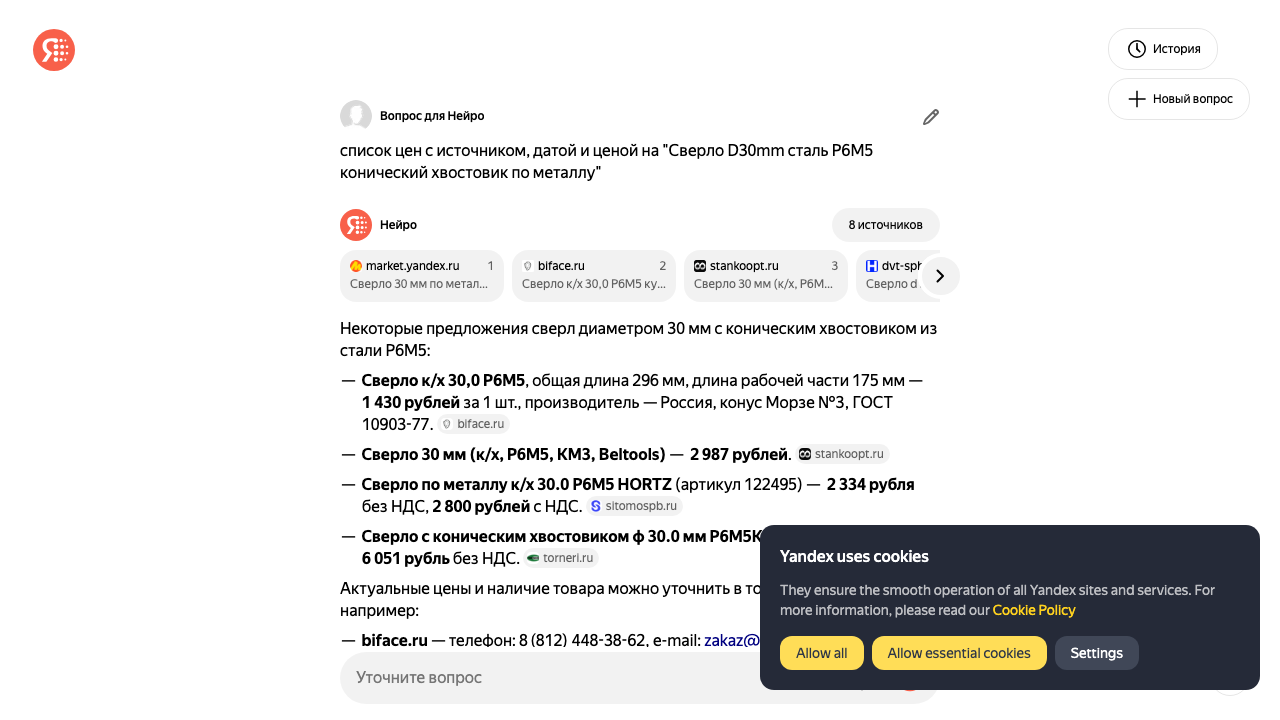 История
Новый вопрос
Вопрос для Нейро
список цен с источником, датой и ценой на "Сверло D30mm сталь Р6М5
конический хвостовик по металлу"
Нейро
8 источников
market.yandex.ru 1
Сверло 30 мм по метал...
biface.ru 2
Сверло к/х 30,0 Р6М5 ку...
stankoopt.ru 3
Сверло 30 мм (к/х, Р6М...
dvt-sp
Сверло d
Некоторые предложения сверл диаметром 30 мм с коническим хвостовиком из
стали Р6М5:
— Сверло к/х 30,0 Р6М5, общая длина 296 мм, длина рабочей части 175 мм —
1 430 рублей за 1 шт., производитель — Россия, конус Морзе №3, ГОСТ
10903-77. biface.ru
— Сверло 30 мм (к/х, Р6М5, КМ3, Beltools) — 2 987 рублей. stankoopt.ru
— Сверло по металлу к/х 30.0 Р6М5 HORTZ (артикул 122495) — 2 334 рубля
без НДС, 2 800 рублей с НДС. sitomospb.ru
— Сверло с коническим хвостовиком ф 30.0 мм Р6М5К
6 051 рубль без НДС. torneri.ru
Актуальные цены и наличие товара можно уточнить в то
например:
— biface.ru — телефон: 8 (812) 448-38-62, e-mail: zakaz@
Уточните вопрос
Yandex uses cookies
They ensure the smooth operation of all Yandex sites and services. For
more information, please read our Cookie Policy
Allow all
Allow essential cookies
Settings